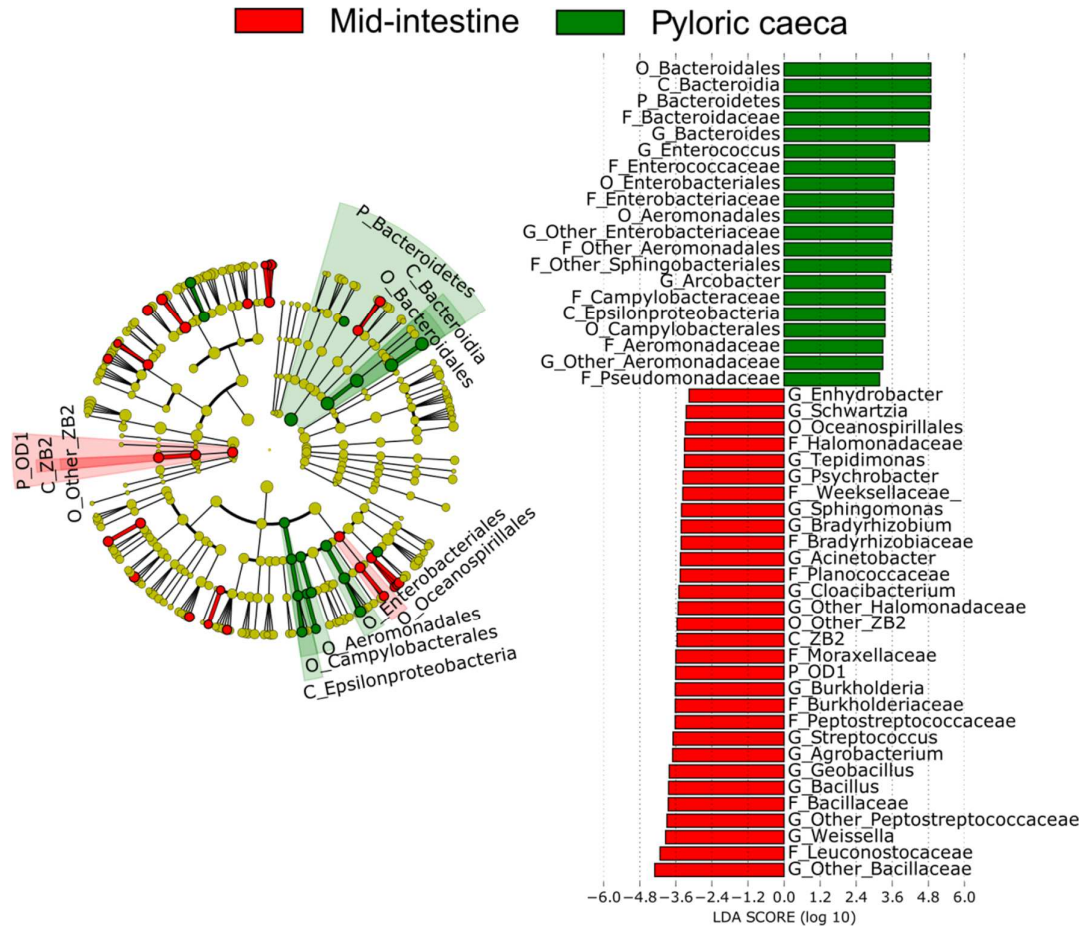 Mid-intestine
Pyloric caeca
P_Bacteroidetes
C_Bacteroidia
O_Bacteroidales
P_OD1
C_ZB2
O_Other_ZB2
O_Enterobacteriales
O_Oceanospirillales
O_Aeromonadales
O_Campylobacterales
C_Epsilonproteobacteria
O_Bacteroidales
C_Bacteroidia
P_Bacteroidetes
F_Bacteroidaceae
G_Bacteroides
G_Enterococcus
F_Enterococcaceae
O_Enterobacteriales
F_Enterobacteriaceae
O_Aeromonadales
G_Other_Enterobacteriaceae
F_Other_Aeromonadales
F_Other_Sphingobacteriales
G_Arcobacter
F_Campylobacteraceae
C_Epsilonproteobacteria
O_Campylobacterales
F_Aeromonadaceae
G_Other_Aeromonadaceae
F_Pseudomonadaceae
G_Enhydrobacter
G_Schwartzia
O_Oceanospirillales
F_Halomonadaceae
G_Tepidimonas
G_Psychrobacter
F__Weeksellaceae_
G_Sphingomonas
G_Bradyrhizobium
F_Bradyrhizobiaceae
G_Acinetobacter
F_Planococcaceae
G_Cloacibacterium
G_Other_Halomonadaceae
O_Other_ZB2
C_ZB2
F_Moraxellaceae
P_OD1
G_Burkholderia
F_Burkholderiaceae
F_Peptostreptococcaceae
G_Streptococcus
G_Agrobacterium
G_Geobacillus
G_Bacillus
F_Bacillaceae
G_Other_Peptostreptococcaceae
G_Weissella
F_Leuconostocaceae
G_Other_Bacillaceae
−6.0 −4.8 −3.6 −2.4 −1.2 0.0 1.2 2.4 3.6 4.8 6.0
LDA SCORE (log 10)